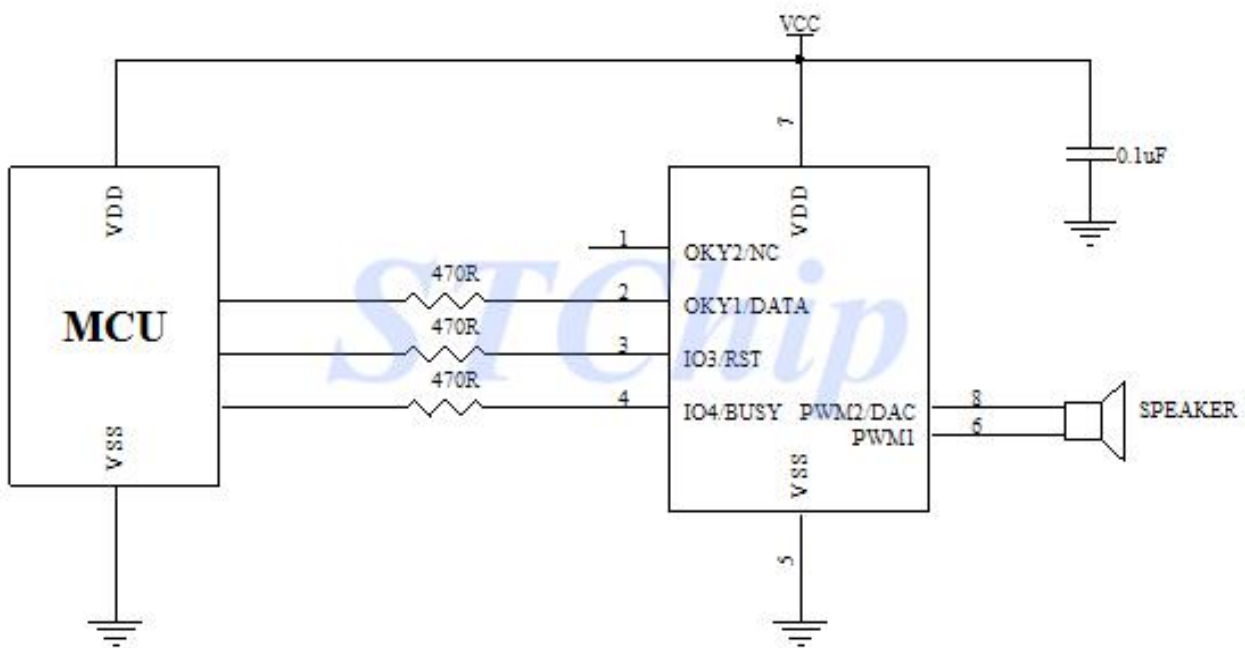 VCC
7
0.1uF
VDD
VDD
1
OKY2/NC
470R
2
OKY1/DATA
MCU
470R
3
IO3/RST
470R
4
IO4/BUSY
PWM2/DAC
8
SPEAKER
PWM1
6
VSS
VSS
5
STChip